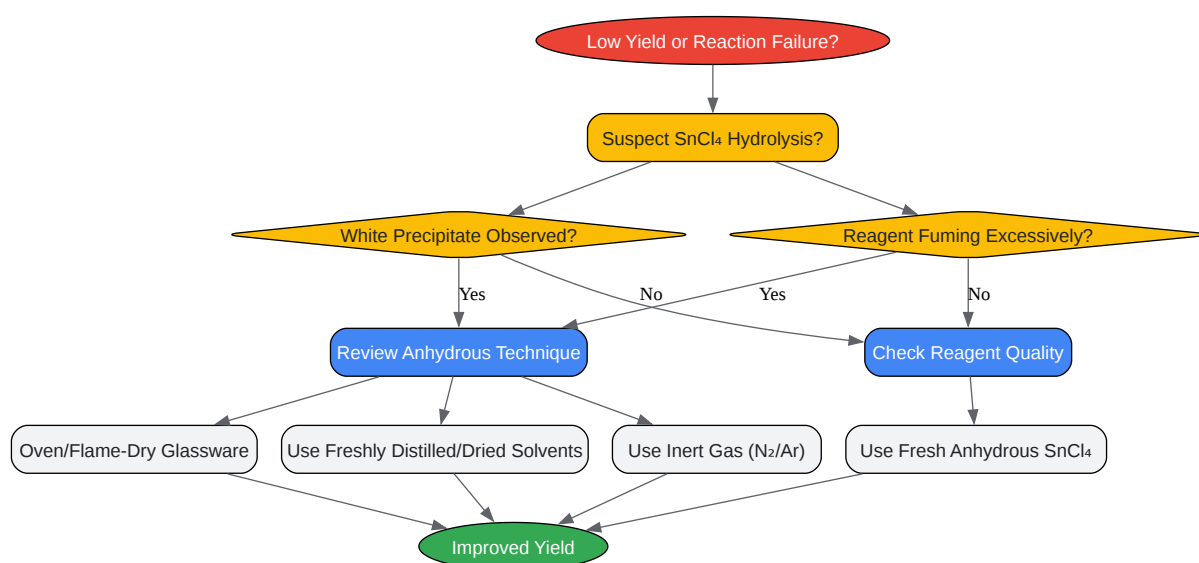 Low Yield or Reaction Failure?
Suspect SnCl₄ Hydrolysis?
White Precipitate Observed?
Reagent Fuming Excessively?
Yes
No
Yes
No
Review Anhydrous Technique
Check Reagent Quality
Oven/Flame-Dry Glassware
Use Freshly Distilled/Dried Solvents
Use Inert Gas (N₂/Ar)
Use Fresh Anhydrous SnCl₄
Improved Yield